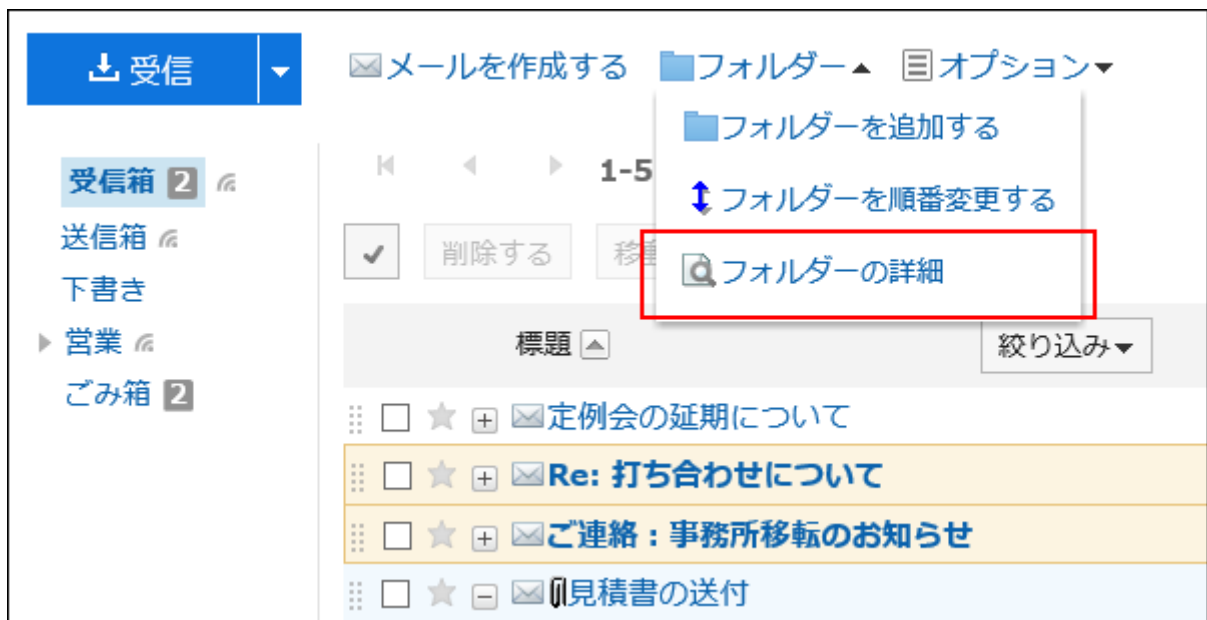 受信
メールを作成する フォルダー オプション
フォルダーを追加する
フォルダーを順番変更する
フォルダーの詳細
受信箱 2
送信箱
下書き
営業
ごみ箱 2
1-5
削除する
標題 絞り込み
定例会の延期について
Re: 打ち合わせについて
ご連絡:事務所移転のお知らせ
見積書の送付